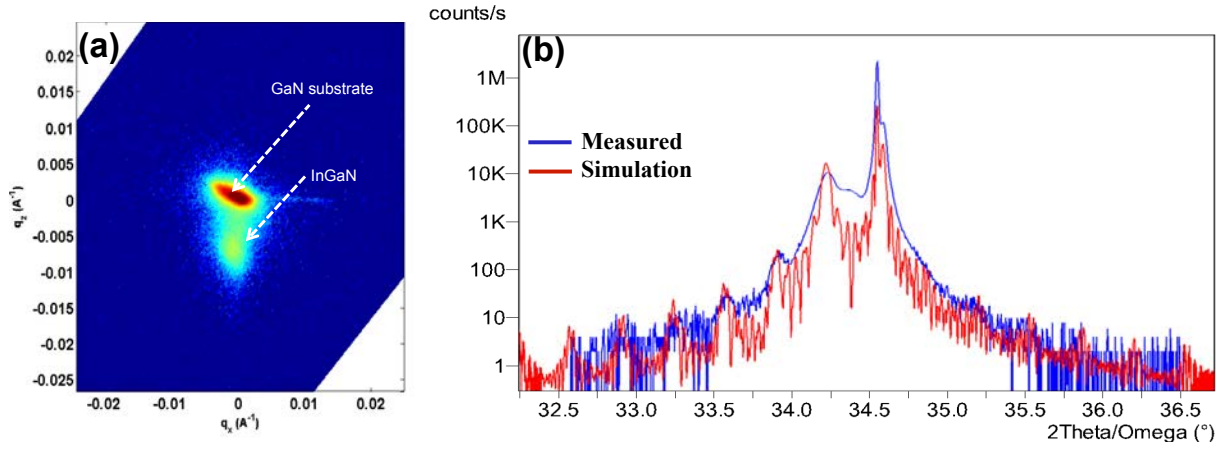 (a)
GaN substrate
InGaN
0.02
0.015
0.01
0.005
0
-0.005
-0.01
-0.015
-0.02
-0.025
q_z (A^-1)
-0.02 -0.01 0 0.01 0.02
q_x (A^-1)
counts/s
(b)
1M
100K
10K
1K
100
10
1
Measured
Simulation
32.5 33.0 33.5 34.0 34.5 35.0 35.5 36.0 36.5
2Theta/Omega (°)